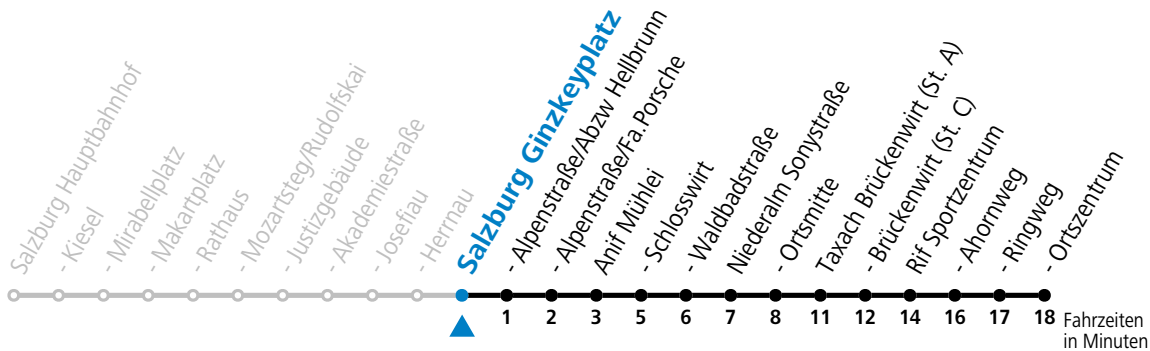 Salzburg Hauptbahnhof
- Kiesel
- Mirabellplatz
- Makartplatz
- Rathaus
- Mozartsteg/Rudolfskai
- Justizgebäude
- Akademiestraße
- Josefiau
- Herrnau
Salzburg Ginzkeyplatz
- Alpenstraße/Abzw Hellbrunn
- Alpenstraße/Fa.Porsche
Anif Mühlei
- Schlosswirt
- Waldbadstraße
Niederalm Sonystraße
- Ortsmitte
Taxach Brückenwirt (St. A)
- Brückenwirt (St. C)
Rif Sportzentrum
- Ahornweg
- Ringweg
- Ortszentrum
1 2 3 5 6 7 8 11 12 14 16 17 18 Fahrzeiten
in Minuten